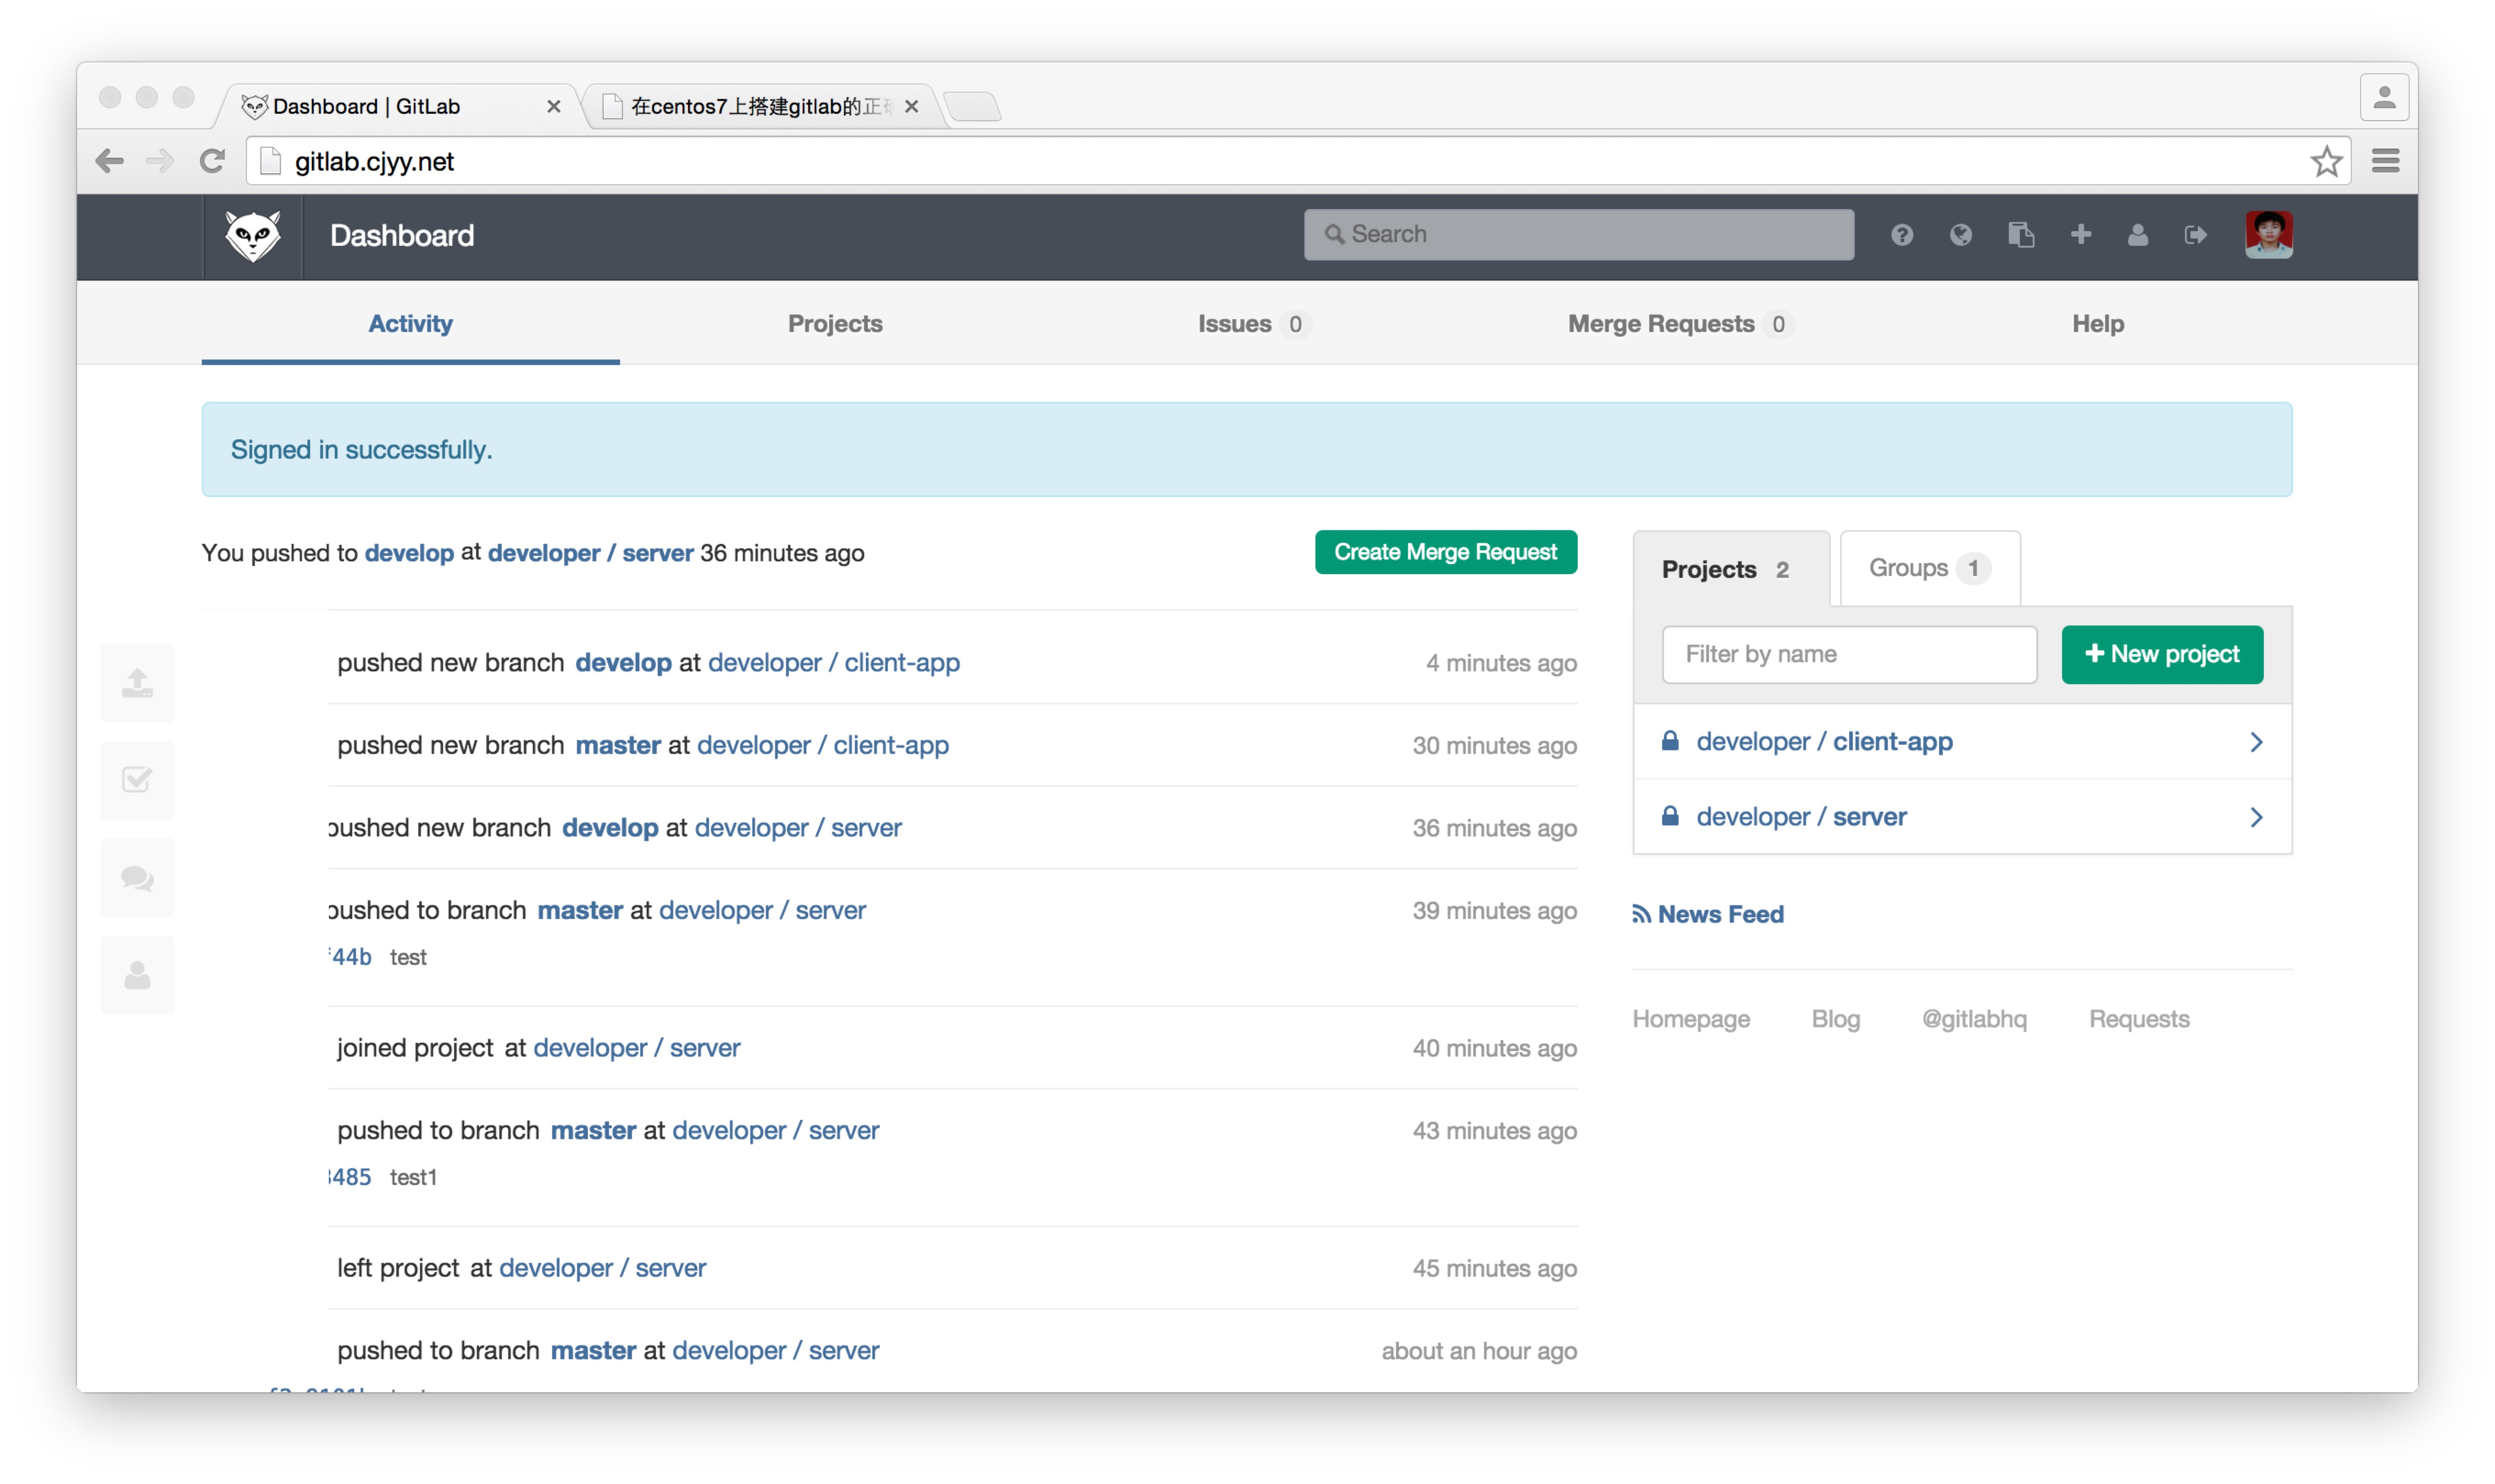 Dashboard | GitLab
在centos7上搭建gitlab的正
gitlab.cjyy.net
Dashboard
Search
Activity Projects Issues 0 Merge Requests 0 Help
Signed in successfully.
You pushed to develop at developer / server 36 minutes ago
Create Merge Request
Projects 2 Groups 1
Filter by name
+ New project
developer / client-app
developer / server
News Feed
Homepage Blog @gitlabhq Requests
pushed new branch develop at developer / client-app 4 minutes ago
pushed new branch master at developer / client-app 30 minutes ago
pushed new branch develop at developer / server 36 minutes ago
pushed to branch master at developer / server 39 minutes ago
f44b test
joined project at developer / server 40 minutes ago
pushed to branch master at developer / server 43 minutes ago
3485 test1
left project at developer / server 45 minutes ago
pushed to branch master at developer / server about an hour ago